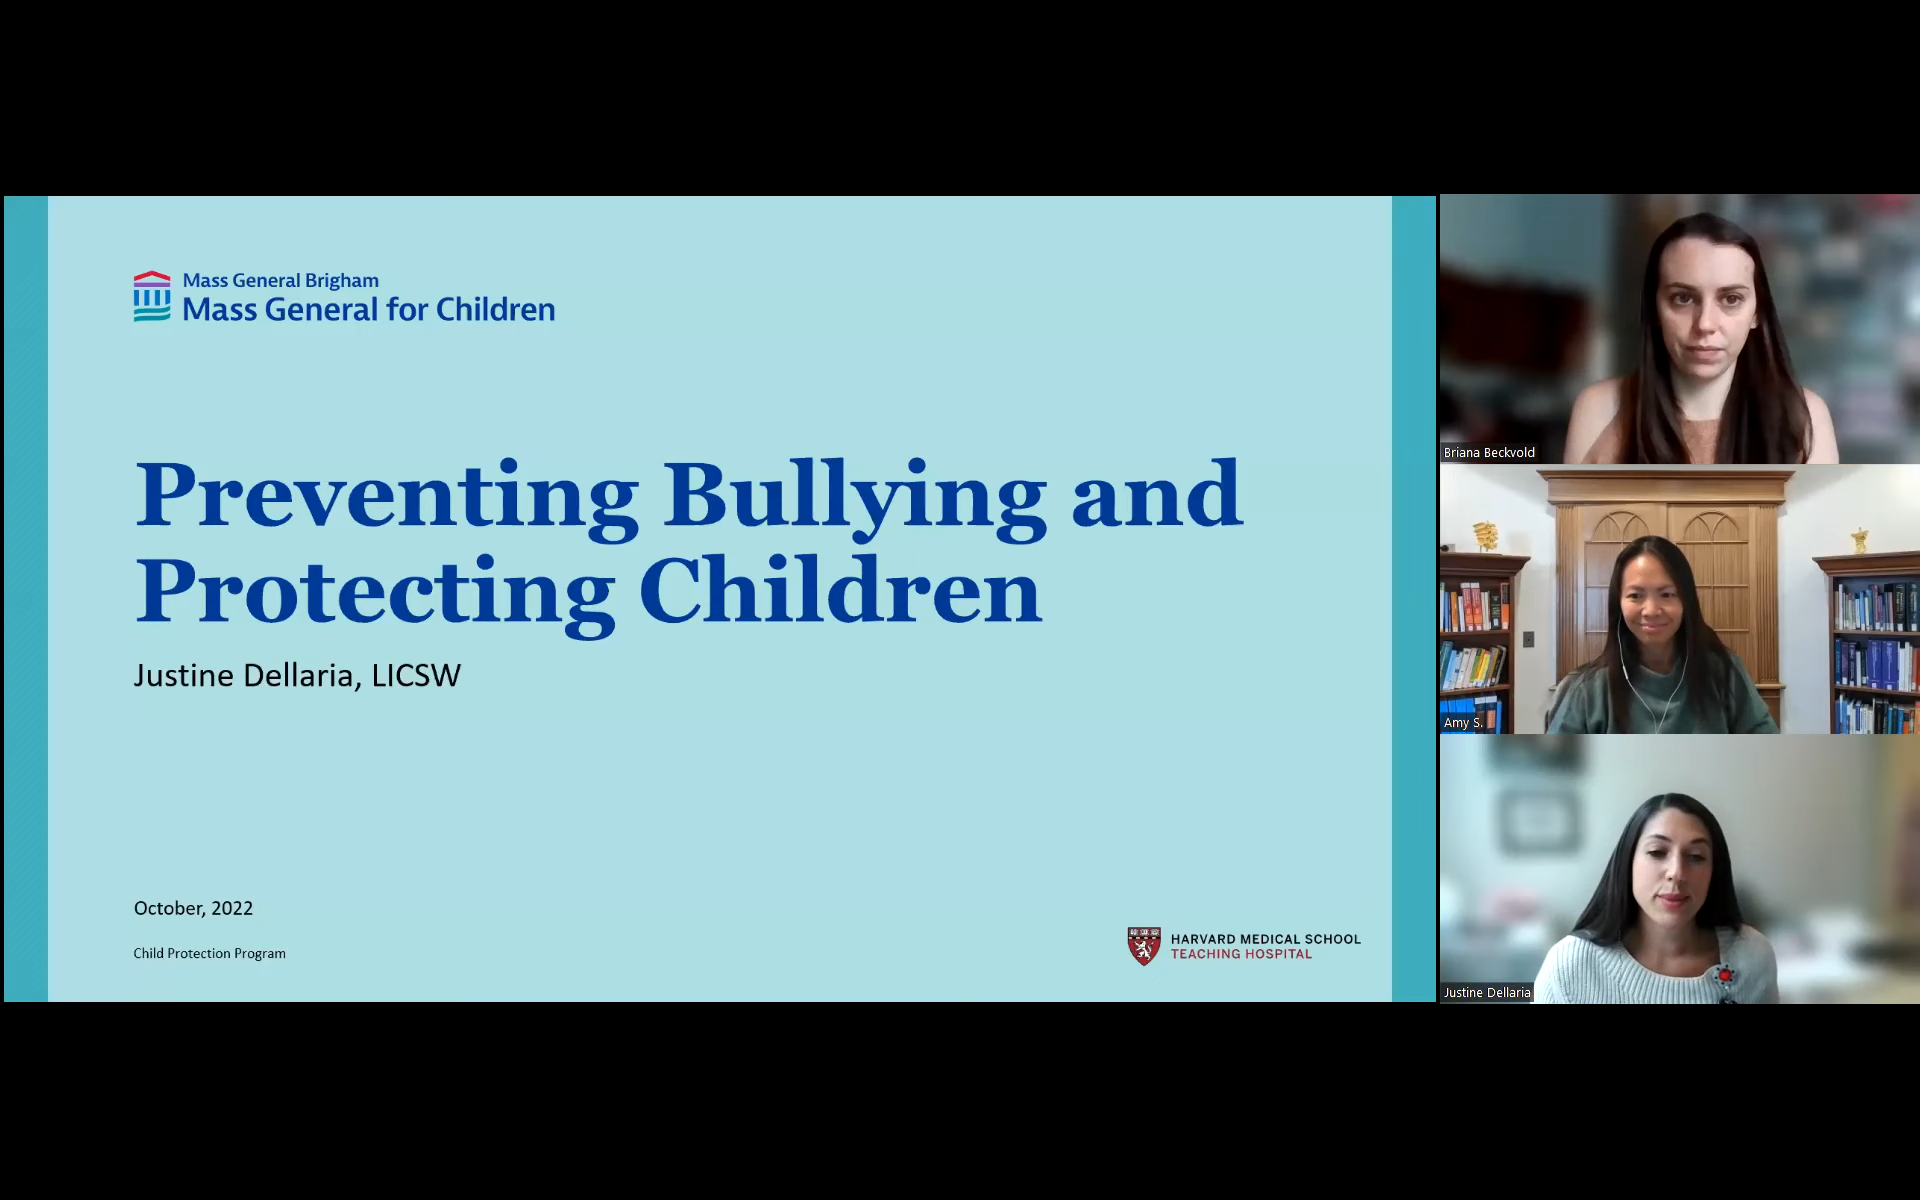 Mass General Brigham
Mass General for Children
Preventing Bullying and
Protecting Children
Justine Dellaria, LICSW
October, 2022
Child Protection Program
HARVARD MEDICAL SCHOOL
TEACHING HOSPITAL
Briana Beckvold
Amy S.
Justine Dellaria